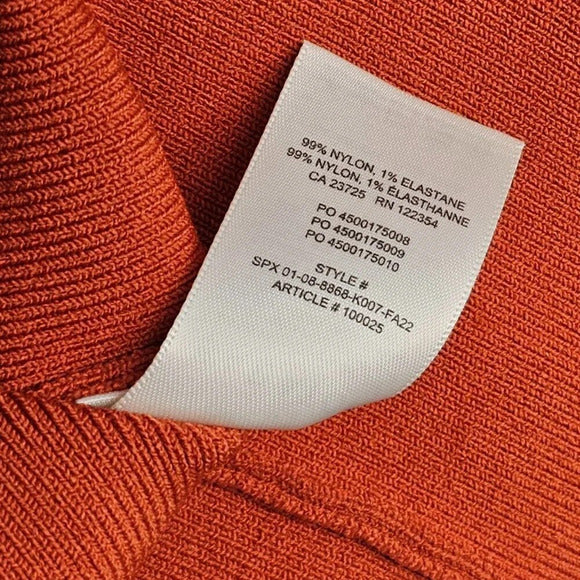 99% NYLON, 1% ELASTANE
99% NYLON, 1% ÉLASTHANNE
CA 23725 RN 122354
PO 4500175008
PO 4500175009
PO 4500175010
STYLE #
SPX 01-08-8868-K007-FA22
ARTICLE # 100025